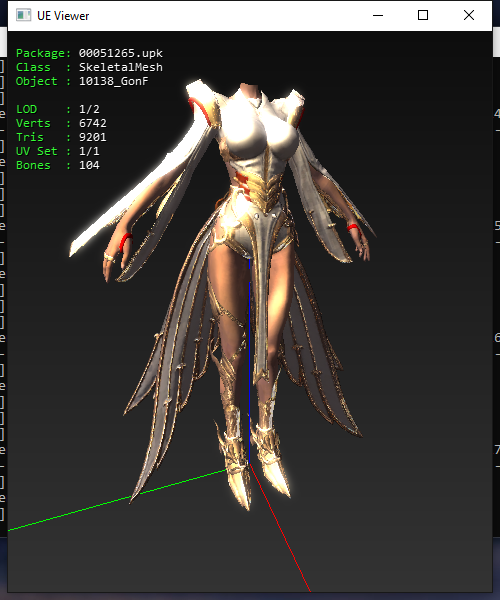 UE Viewer
Package: 00051265.upk
Class : SkeletalMesh
Object : 10138_GonF
LOD : 1/2
Verts : 6742
Tris : 9201
UV Set : 1/1
Bones : 104